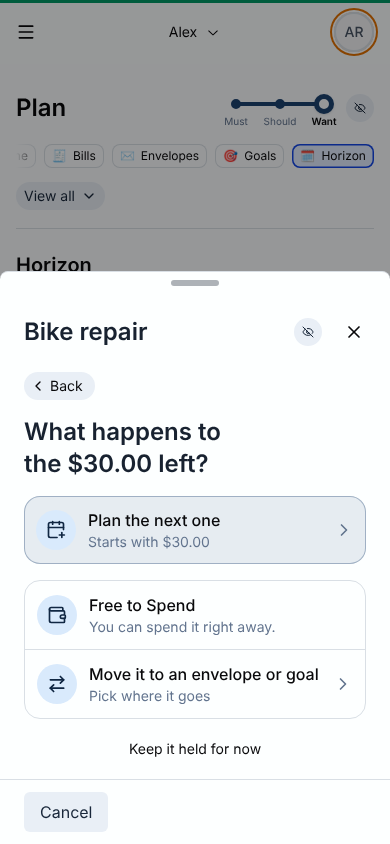 Alex
AR
Plan
Must
Should
Want
Bills
Envelopes
Goals
Horizon
View all
Horizon
Bike repair
Back
What happens to
the $30.00 left?
Plan the next one
Starts with $30.00
Free to Spend
You can spend it right away.
Move it to an envelope or goal
Pick where it goes
Keep it held for now
Cancel